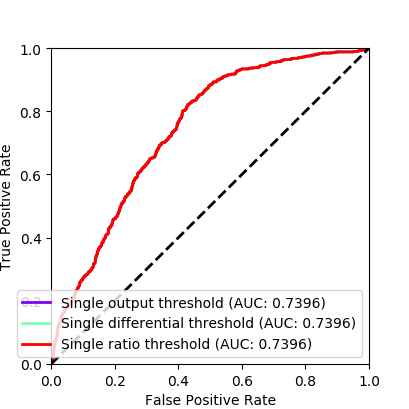 1.0
0.8
0.6
0.4
0.2
0.0
True Positive Rate
Single output threshold (AUC: 0.7396)
Single differential threshold (AUC: 0.7396)
Single ratio threshold (AUC: 0.7396)
0.0 0.2 0.4 0.6 0.8 1.0
False Positive Rate